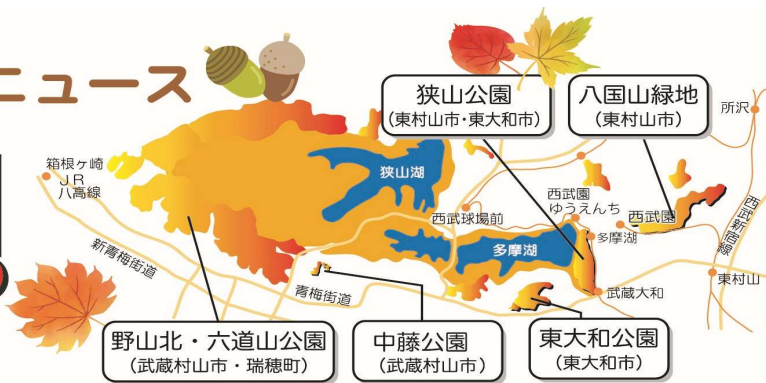 ニュース
狭山公園
(東村山市・東大和市)
八国山緑地
(東村山市)
所沢
箱根ヶ崎
JR
八高線
狭山湖
西武球場前
西武園
ゆうえんち
西武園
西武新宿線
多摩湖
多摩湖
新青梅街道
青梅街道
武蔵大和
東村山
野山北・六道山公園
(武蔵村山市・瑞穂町)
中藤公園
(武蔵村山市)
東大和公園
(東大和市)